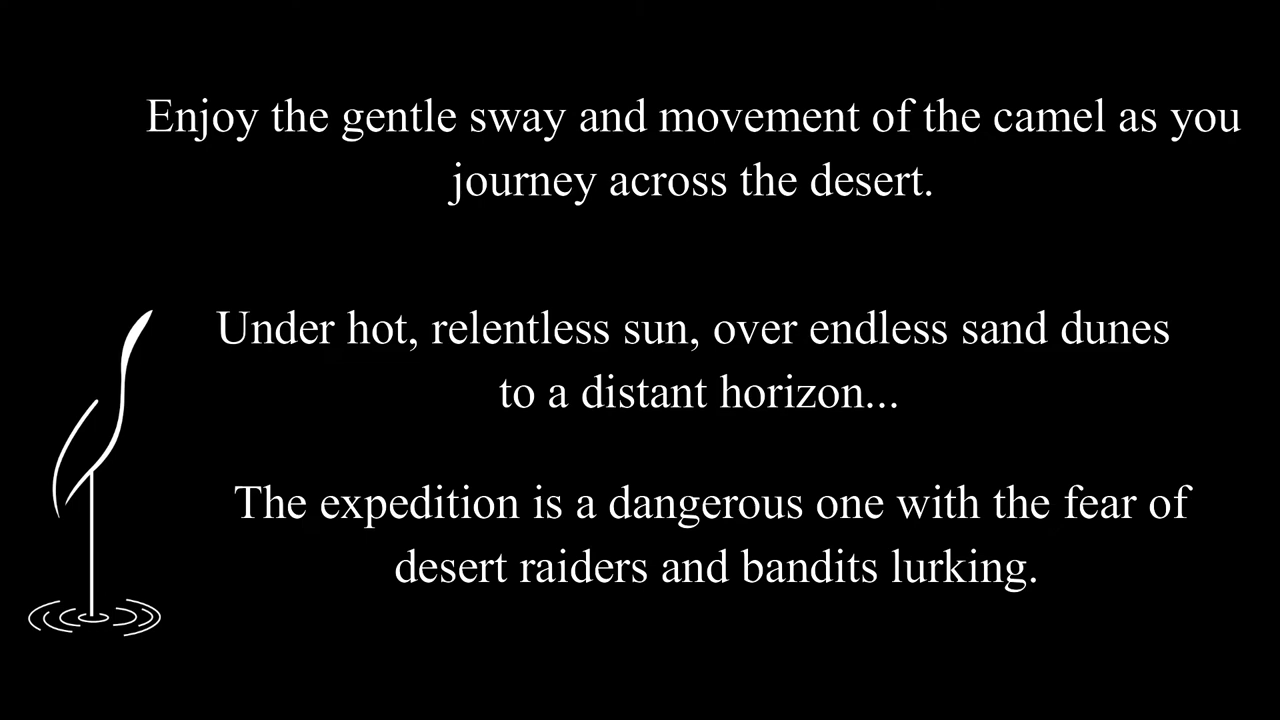 Enjoy the gentle sway and movement of the camel as you
journey across the desert.
Under hot, relentless sun, over endless sand dunes
to a distant horizon...
The expedition is a dangerous one with the fear of
desert raiders and bandits lurking.